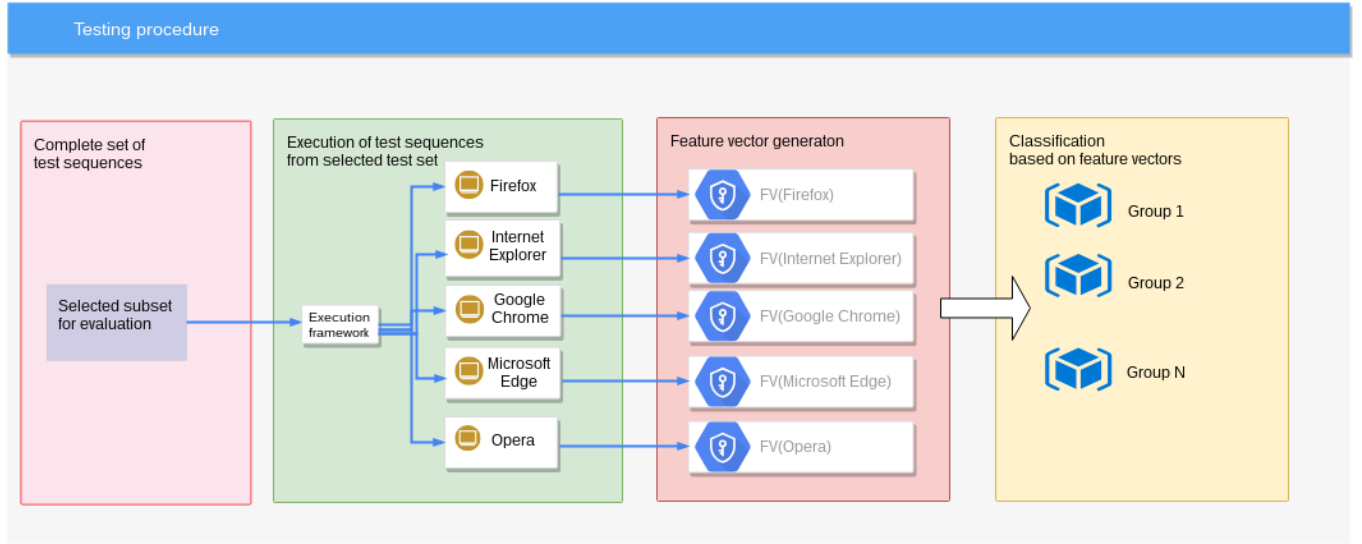 Testing procedure
Complete set of
test sequences
Selected subset
for evaluation
Execution of test sequences
from selected test set
Execution
framework
Firefox
Internet
Explorer
Google
Chrome
Microsoft
Edge
Opera
Feature vector generaton
FV(Firefox)
FV(Internet Explorer)
FV(Google Chrome)
FV(Microsoft Edge)
FV(Opera)
Classification
based on feature vectors
Group 1
Group 2
Group N